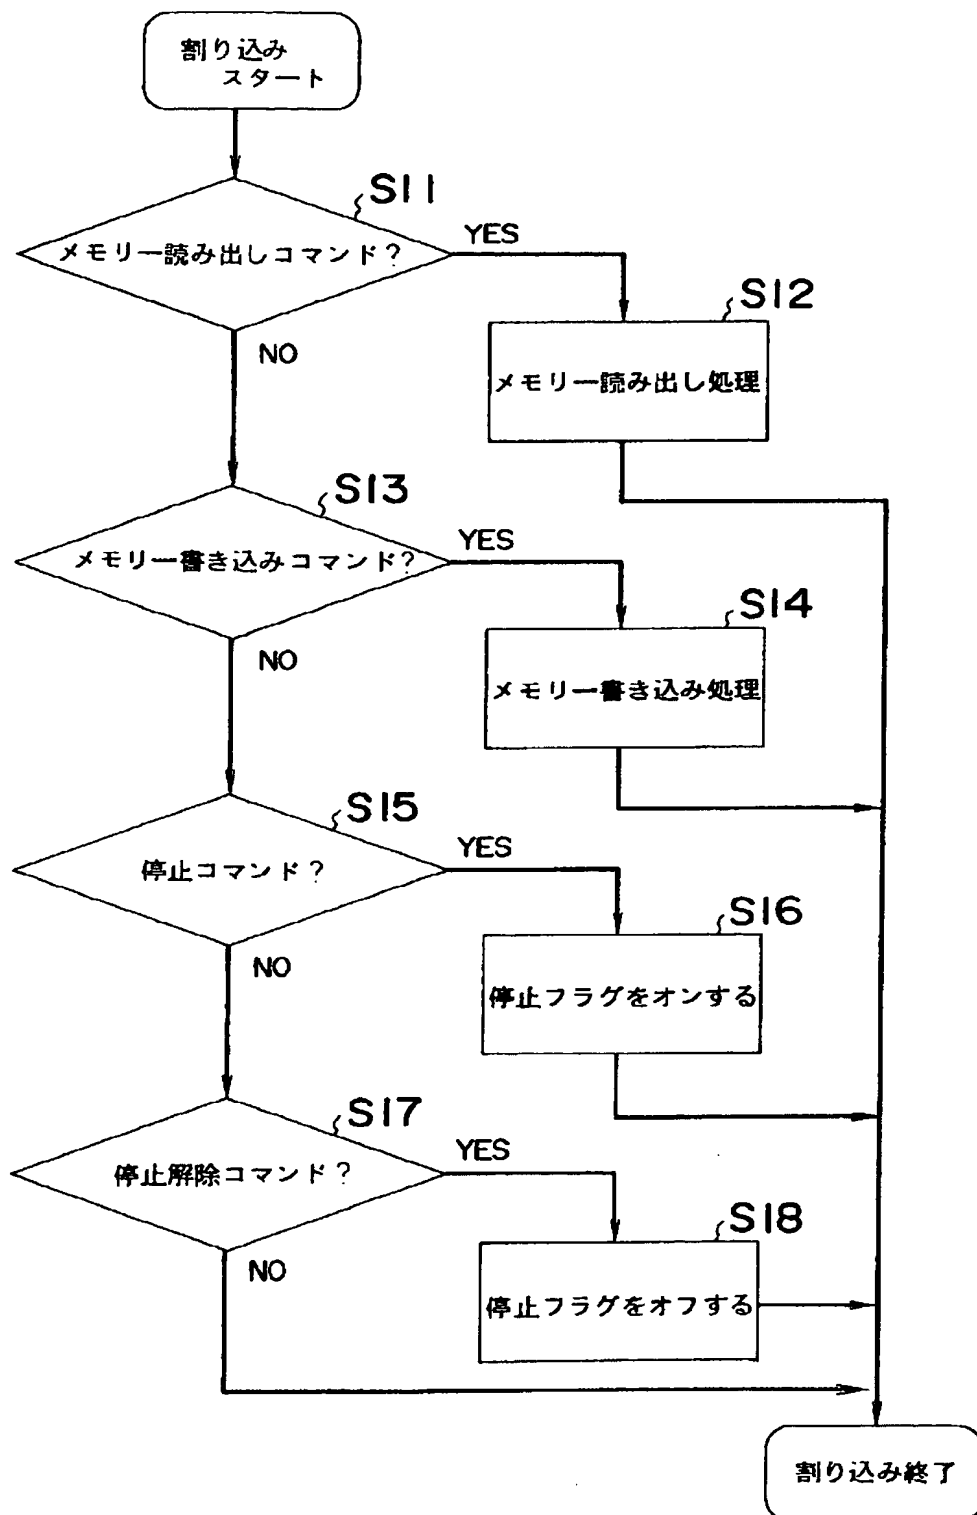 割り込み
スタート
S11
メモリー読み出しコマンド?
YES
NO
S12
メモリー読み出し処理
S13
メモリー書き込みコマンド?
YES
NO
S14
メモリー書き込み処理
S15
停止コマンド?
YES
NO
S16
停止フラグをオンする
S17
停止解除コマンド?
YES
NO
S18
停止フラグをオフする
割り込み終了